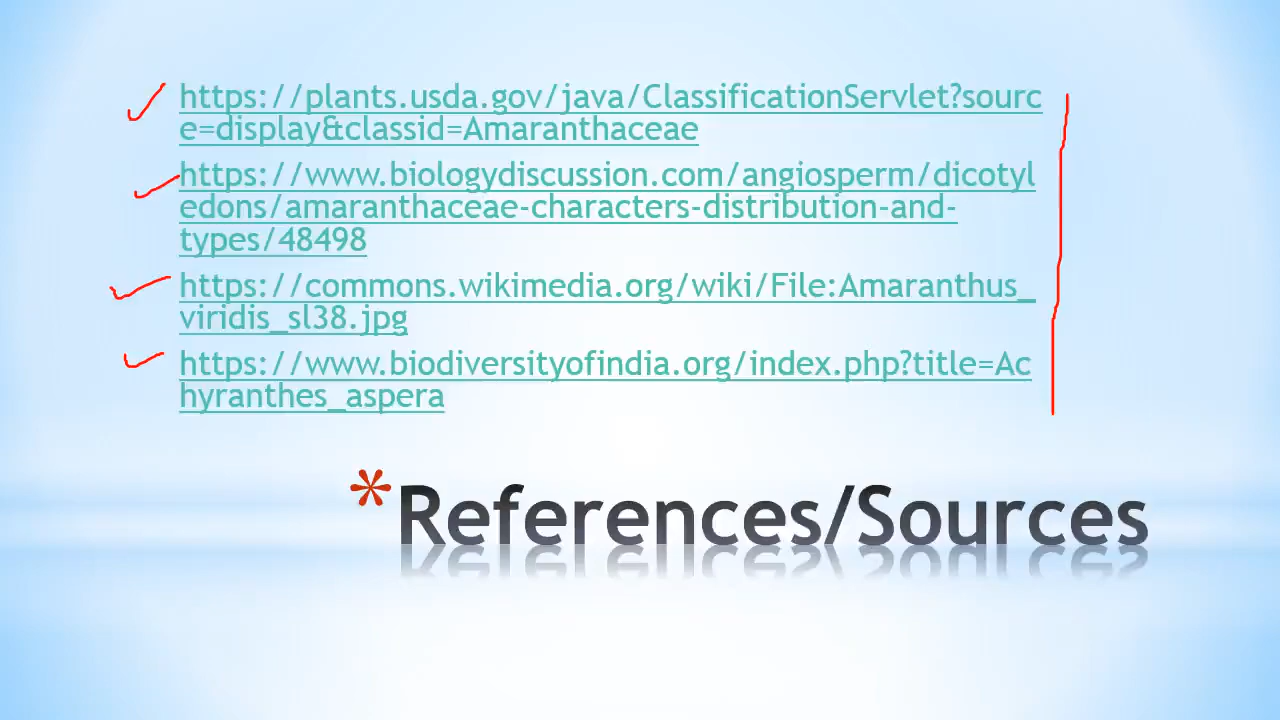 https://plants.usda.gov/java/ClassificationServlet?sourc
e=display&classid=Amaranthaceae
https://www.biologydiscussion.com/angiosperm/dicotyl
edons/amaranthaceae-characters-distribution-and-
types/48498
https://commons.wikimedia.org/wiki/File:Amaranthus_
viridis_sl38.jpg
https://www.biodiversityofindia.org/index.php?title=Ac
hyranthes_aspera
*References/Sources